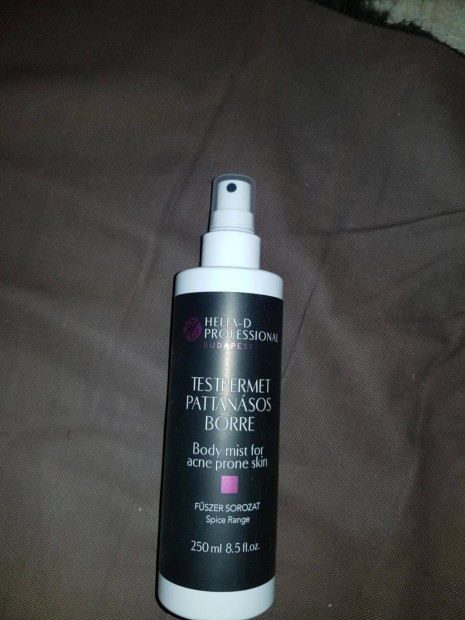 HELIA-D
PROFESSIONAL
BUDAPEST
TESTPERMET
PATTANÁSOS
BŐRRE
Body mist for
acne prone skin
FŰSZER SOROZAT
Spice Range
250 ml 8.5 fl.oz.